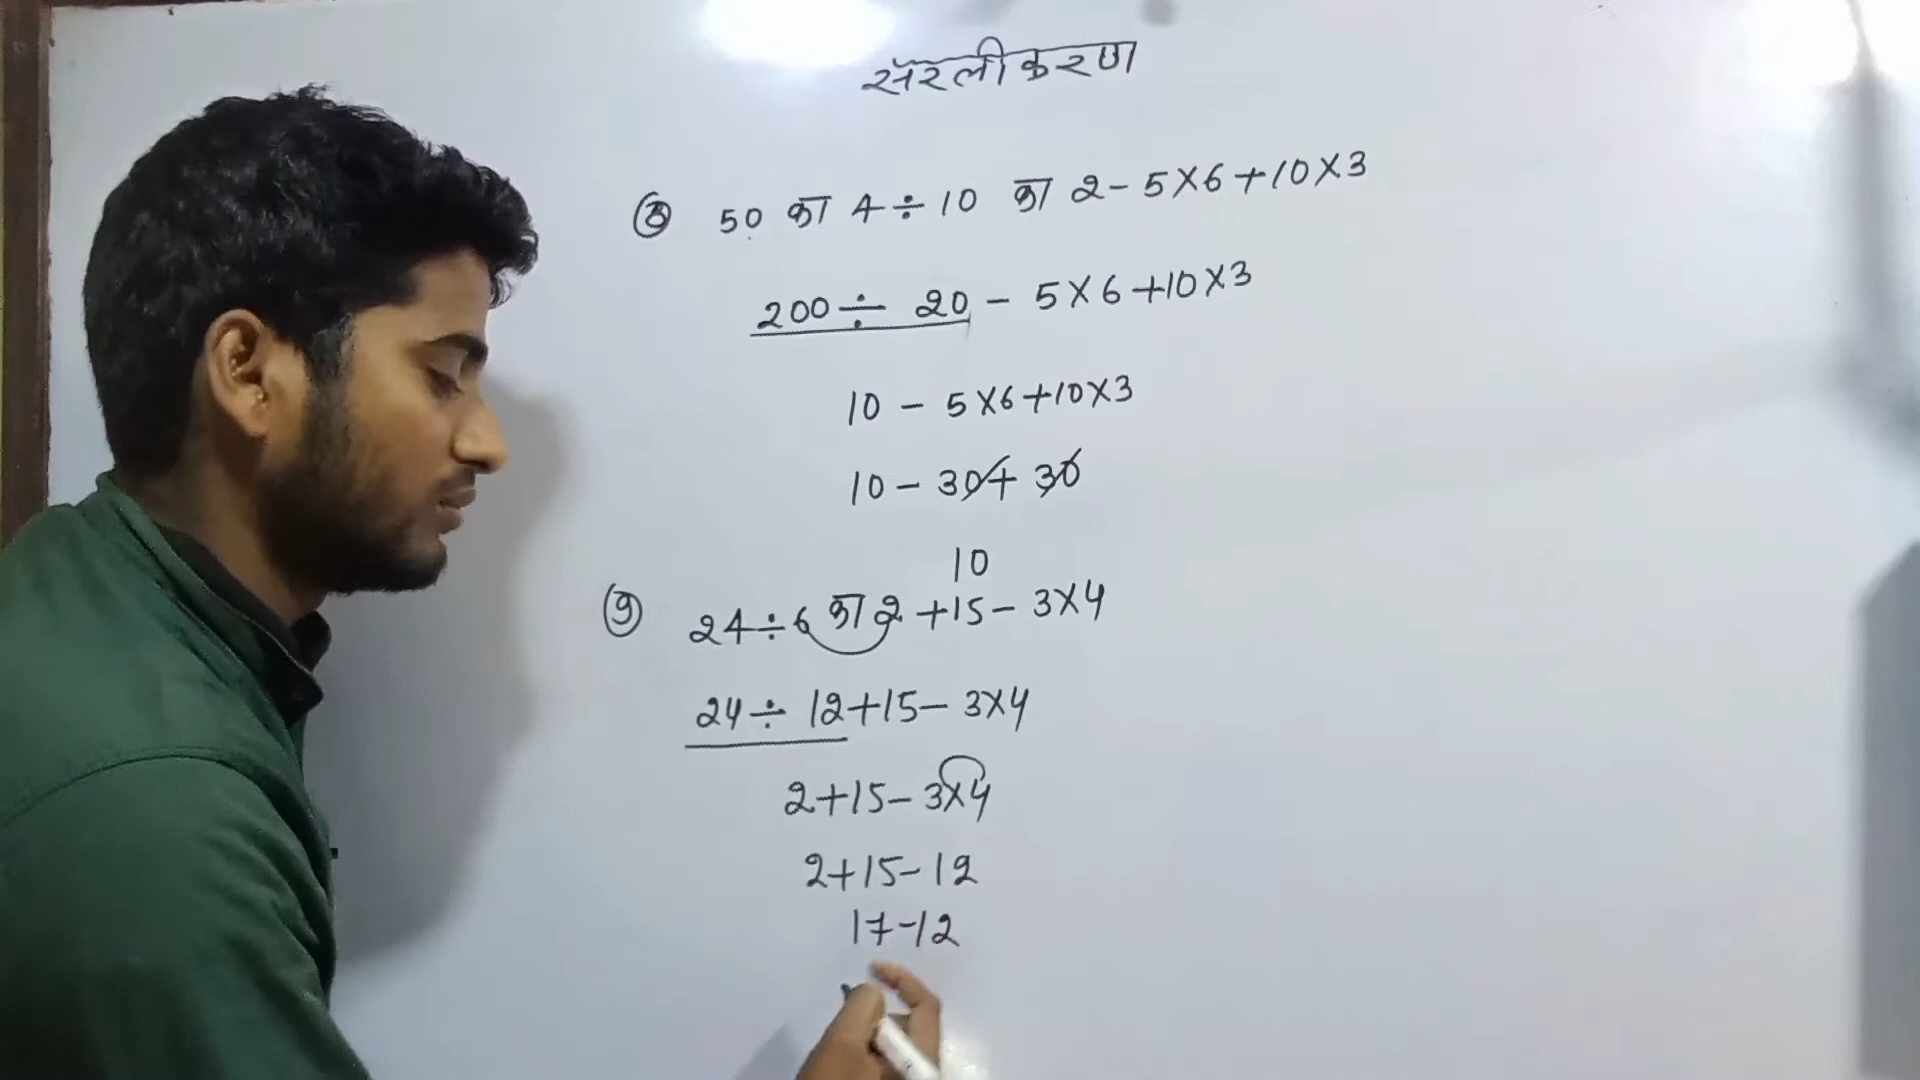 सरलीकरण
⑧ 50 का 4 ÷ 10 का 2 - 5 × 6 + 10 × 3
200 ÷ 20 - 5 × 6 + 10 × 3
10 - 5 × 6 + 10 × 3
10 - 30 + 30
10
⑨ 24 ÷ 6 का 2 + 15 - 3 × 4
24 ÷ 12 + 15 - 3 × 4
2 + 15 - 3 × 4
2 + 15 - 12
17 - 12